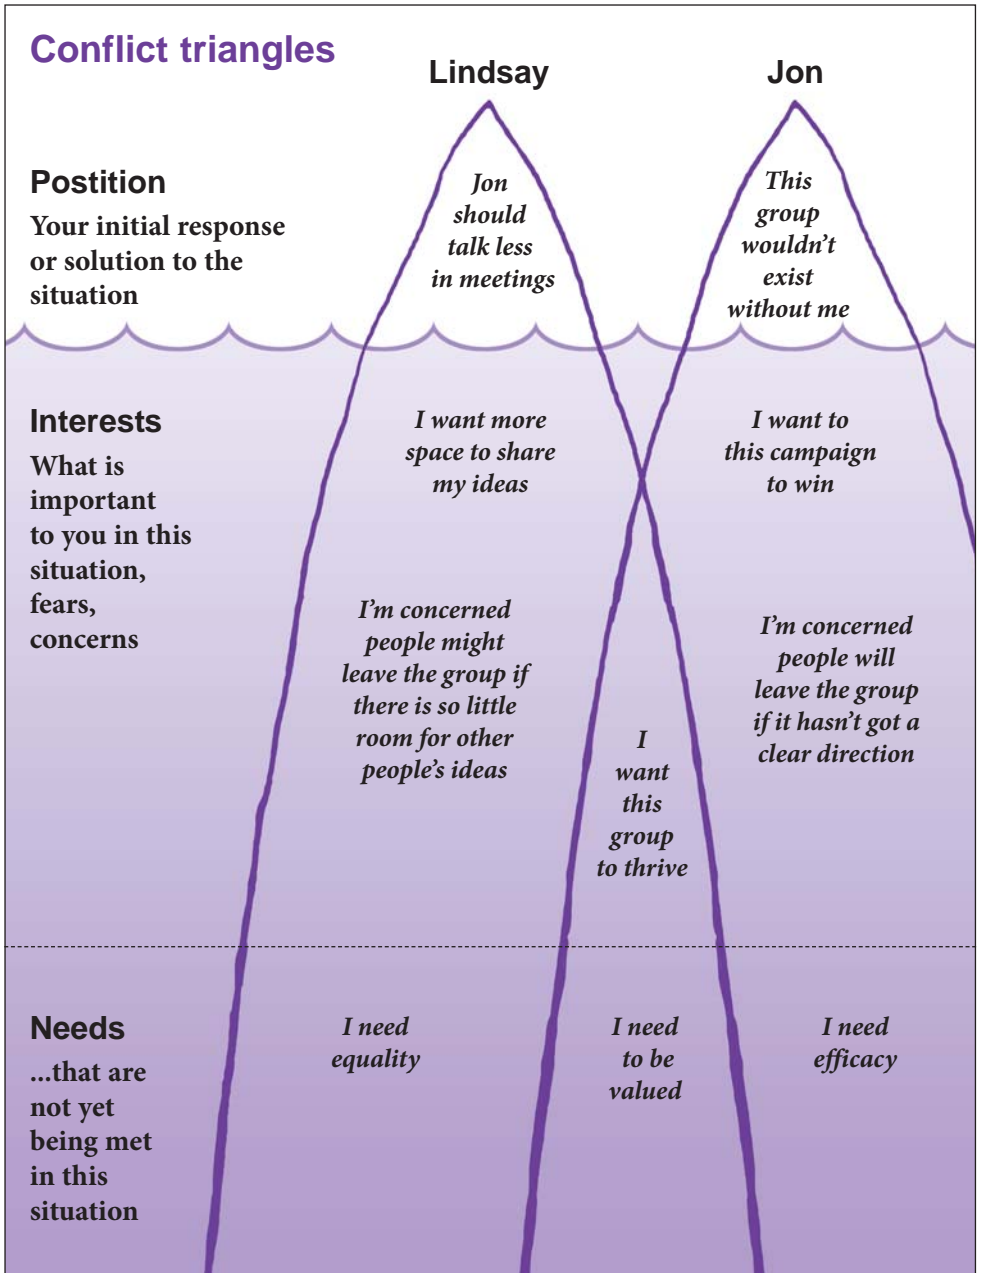 Conflict triangles
Lindsay
Jon
Postition
Your initial response
or solution to the
situation
Jon
should
talk less
in meetings
This
group
wouldn’t
exist
without me
Interests
What is
important
to you in this
situation,
fears,
concerns
I want more
space to share
my ideas
I want to
this campaign
to win
I’m concerned
people might
leave the group if
there is so little
room for other
people’s ideas
I
want
this
group
to thrive
I’m concerned
people will
leave the group
if it hasn’t got a
clear direction
Needs
...that are
not yet
being met
in this
situation
I need
equality
I need
to be
valued
I need
efficacy